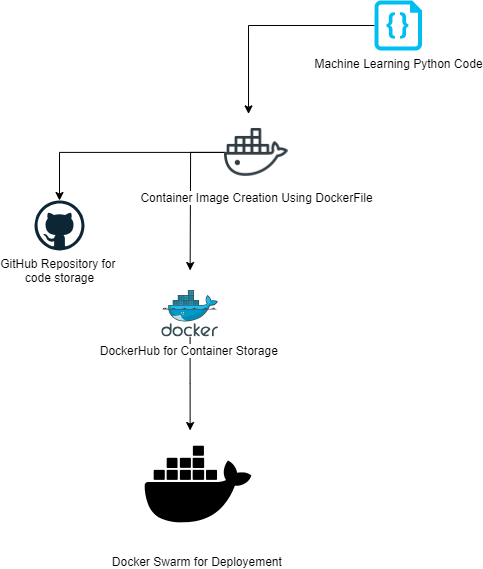 {}
Machine Learning Python Code
Container Image Creation Using DockerFile
GitHub Repository for
code storage
docker
DockerHub for Container Storage
Docker Swarm for Deployement